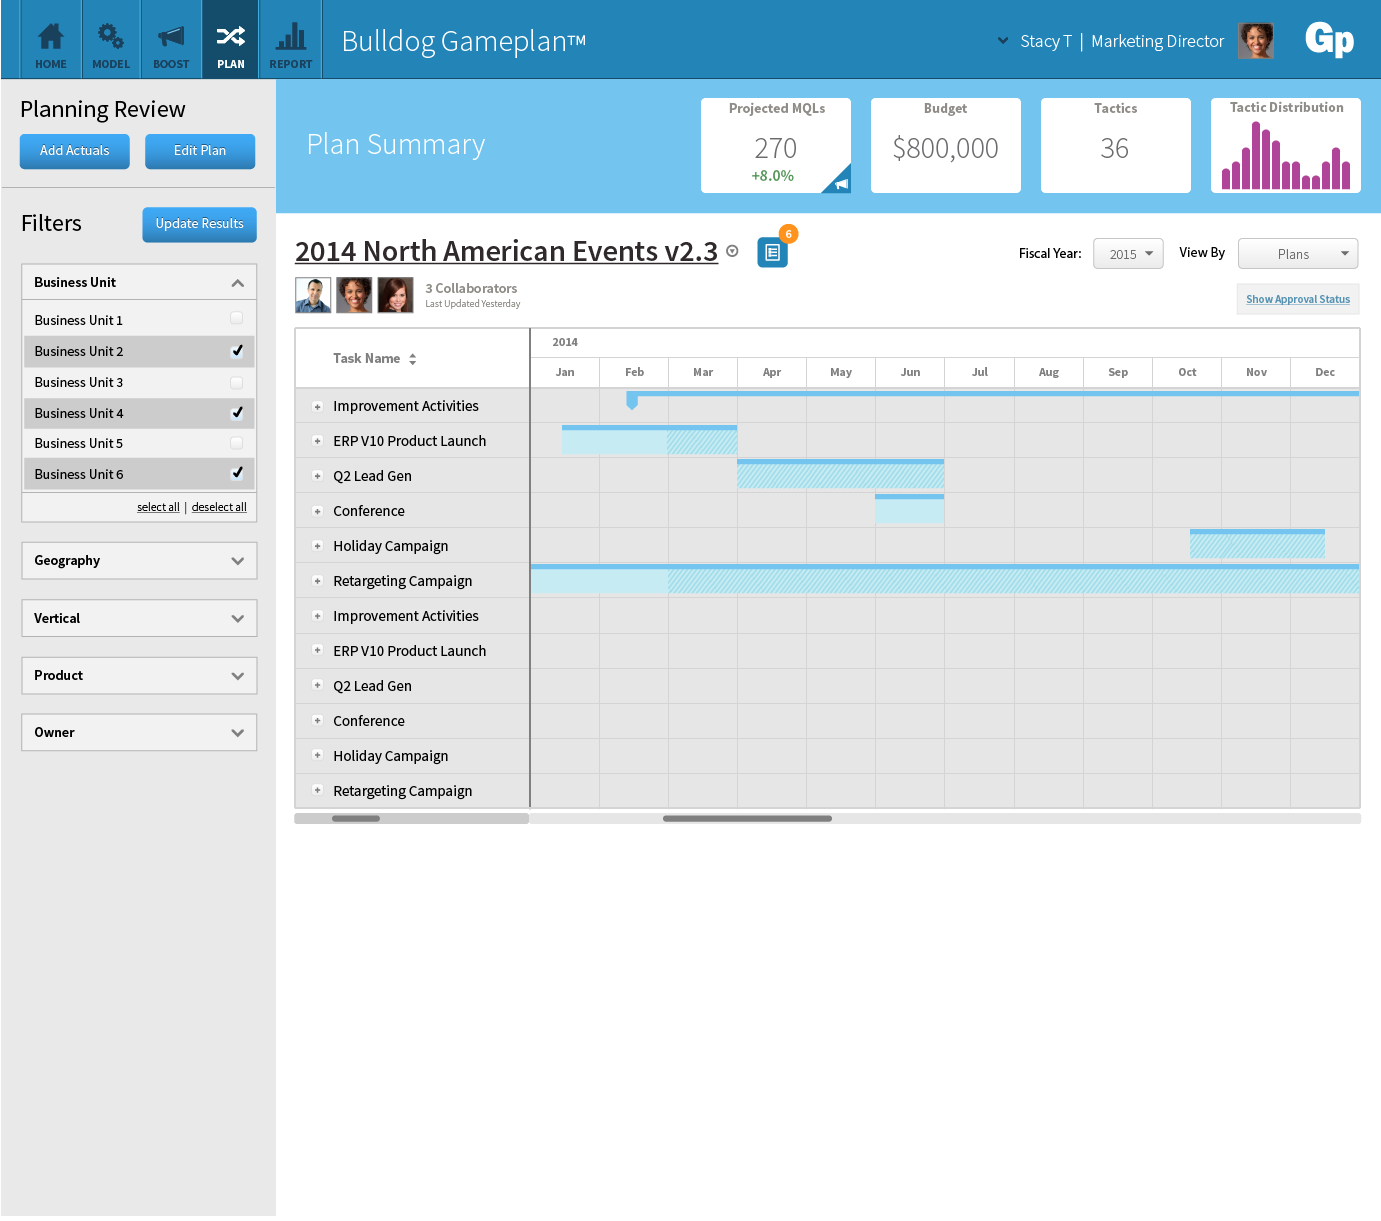 HOME MODEL BOOST PLAN REPORT
Bulldog Gameplan™
Stacy T | Marketing Director
Gp
Planning Review
Add Actuals Edit Plan
Filters Update Results
Business Unit
Business Unit 1
Business Unit 2
Business Unit 3
Business Unit 4
Business Unit 5
Business Unit 6
select all | deselect all
Geography
Vertical
Product
Owner
Plan Summary
Projected MQLs
270
+8.0%
Budget
$800,000
Tactics
36
Tactic Distribution
2014 North American Events v2.3
6
Fiscal Year: 2015 View By Plans
3 Collaborators
Last Updated Yesterday
Show Approval Status
Task Name
2014
Jan Feb Mar Apr May Jun Jul Aug Sep Oct Nov Dec
Improvement Activities
ERP V10 Product Launch
Q2 Lead Gen
Conference
Holiday Campaign
Retargeting Campaign
Improvement Activities
ERP V10 Product Launch
Q2 Lead Gen
Conference
Holiday Campaign
Retargeting Campaign